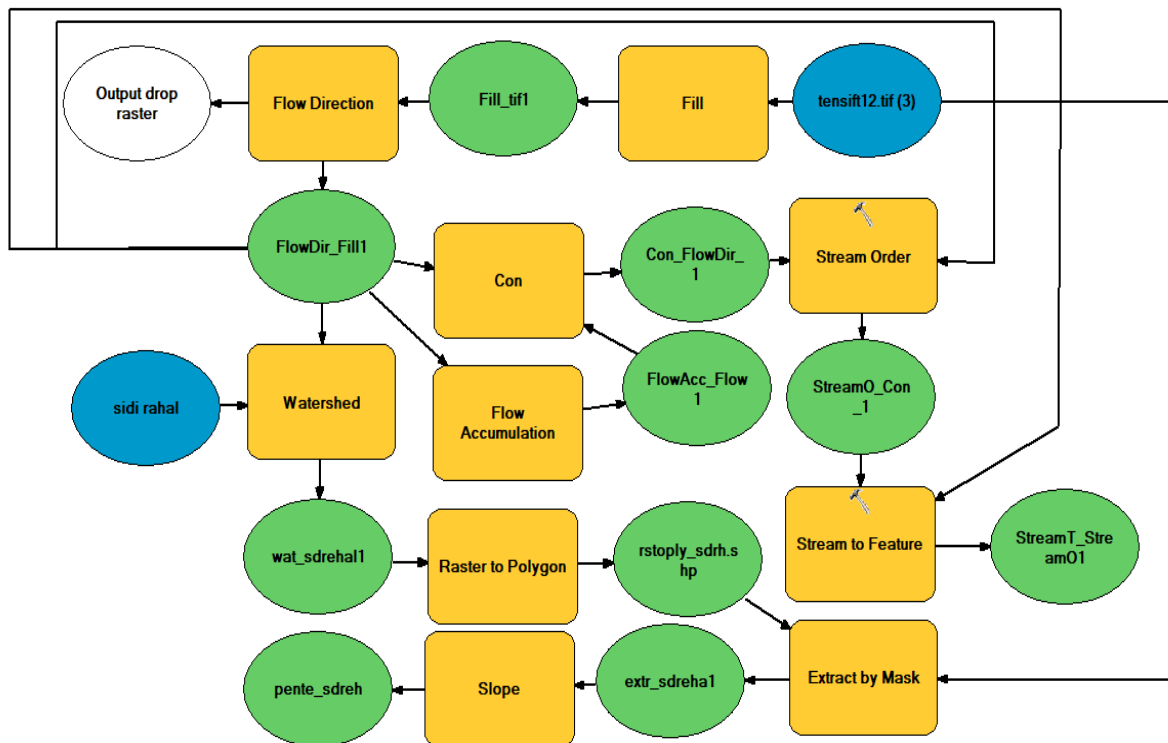 Output drop
raster
Flow Direction
Fill_tif1
Fill
tensift12.tif (3)
FlowDir_Fill1
Con
Con_FlowDir_
1
Stream Order
sidi rahal
Watershed
Flow
Accumulation
FlowAcc_Flow
1
StreamO_Con
_1
wat_sdrehal1
Raster to Polygon
rstoply_sdrh.s
hp
Stream to Feature
StreamT_Stre
amO1
pente_sdreh
Slope
extr_sdreha1
Extract by Mask